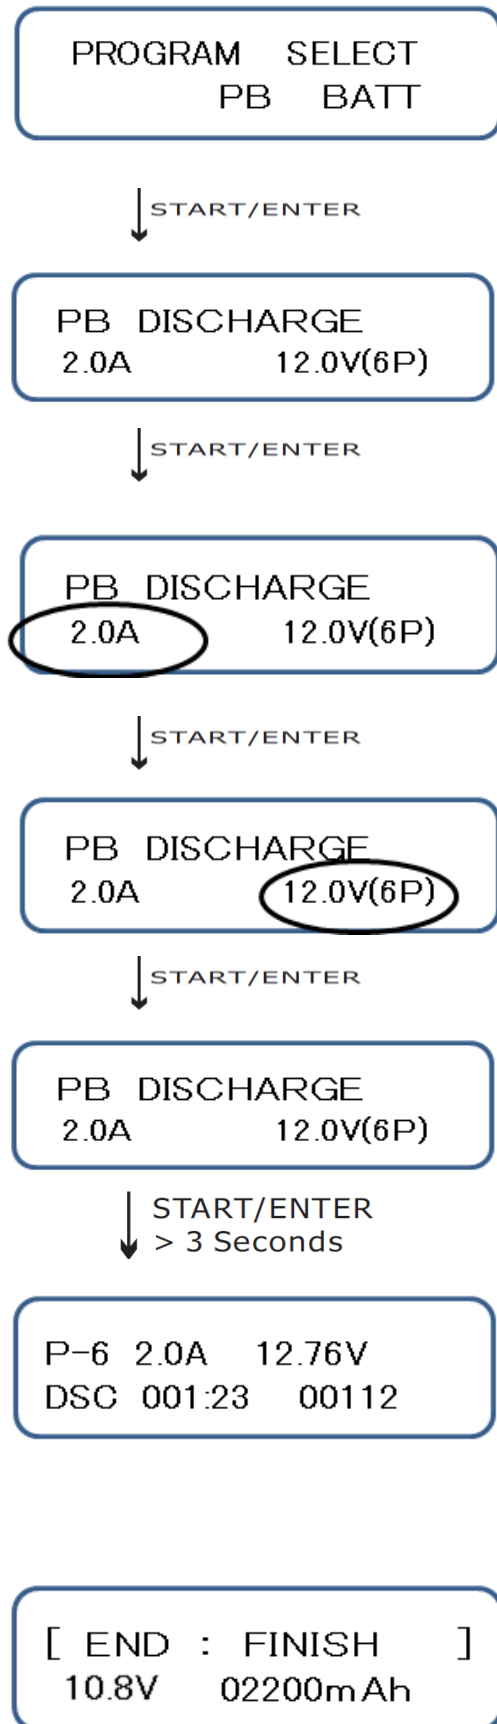 PROGRAM SELECT
PB BATT
START/ENTER
PB DISCHARGE
2.0A 12.0V(6P)
START/ENTER
PB DISCHARGE
2.0A 12.0V(6P)
START/ENTER
PB DISCHARGE
2.0A 12.0V(6P)
START/ENTER
PB DISCHARGE
2.0A 12.0V(6P)
START/ENTER
> 3 Seconds
P-6 2.0A 12.76V
DSC 001:23 00112
[ END : FINISH ]
10.8V 02200mAh